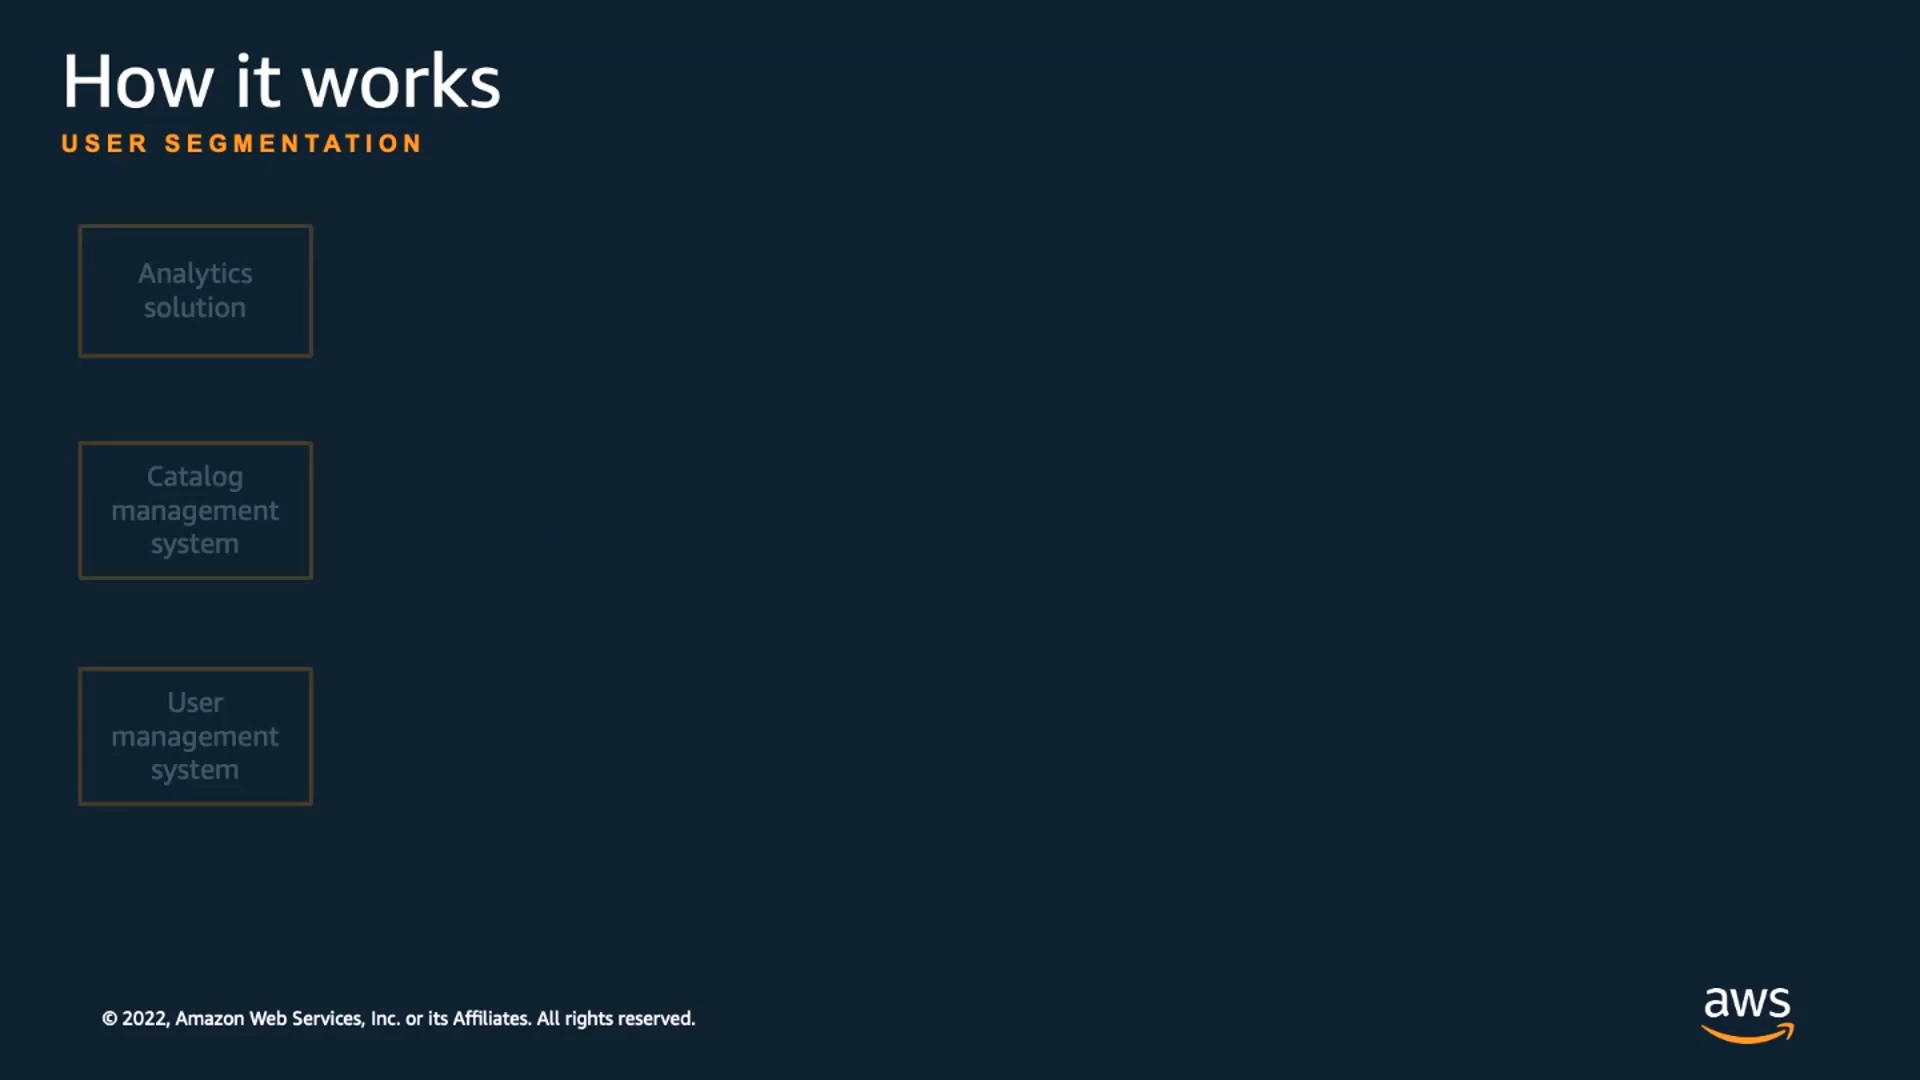 How it works
USER SEGMENTATION
Analytics
solution
Catalog
management
system
User
management
system
© 2022, Amazon Web Services, Inc. or its Affiliates. All rights reserved.
aws